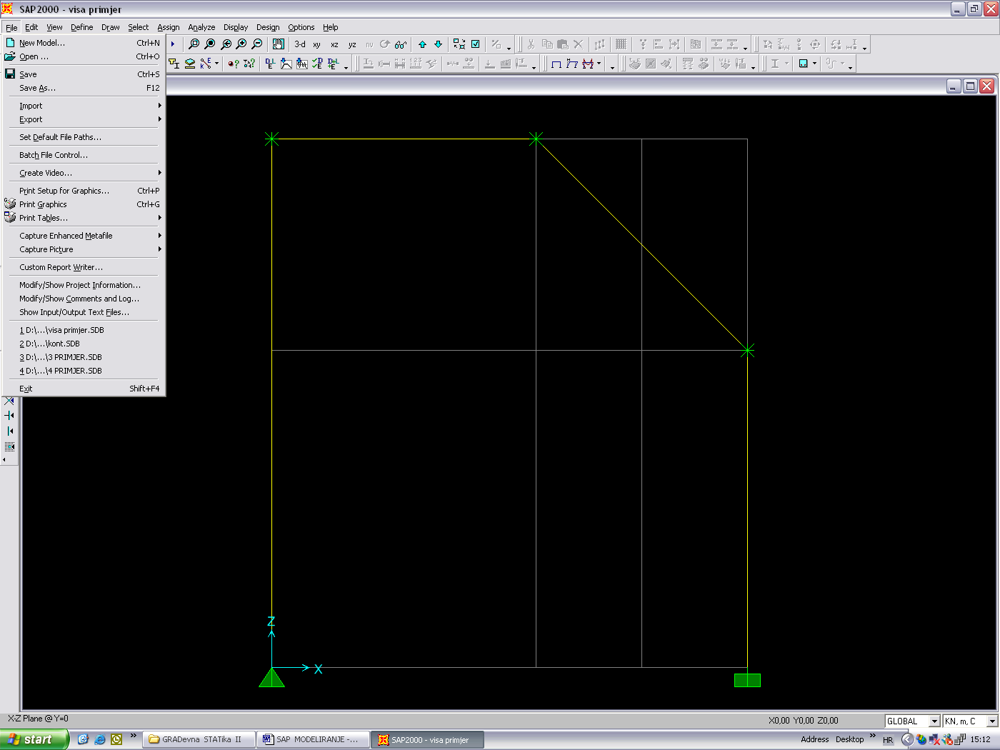 SAP2000 - visa primjer
File Edit View Define Draw Select Assign Analyze Display Design Options Help
New Model... Ctrl+N
Open ... Ctrl+O
Save Ctrl+S
Save As... F12
Import
Export
Set Default File Paths...
Batch File Control...
Create Video...
Print Setup for Graphics... Ctrl+P
Print Graphics Ctrl+G
Print Tables...
Capture Enhanced Metafile
Capture Picture
Custom Report Writer...
Modify/Show Project Information...
Modify/Show Comments and Log...
Show Input/Output Text Files...
1 D:\...\visa primjer.SDB
2 D:\...\kont.SDB
3 D:\...\3 PRIMJER.SDB
4 D:\...\4 PRIMJER.SDB
Exit Shift+F4
3-d xy xz yz nv
Z
X
X-Z Plane @ Y=0
X0,00 Y0,00 Z0,00
GLOBAL
KN, m, C
start
GRADevna STATika II
SAP MODELIRANJE -...
SAP2000 - visa primjer
Address Desktop
HR
15:12